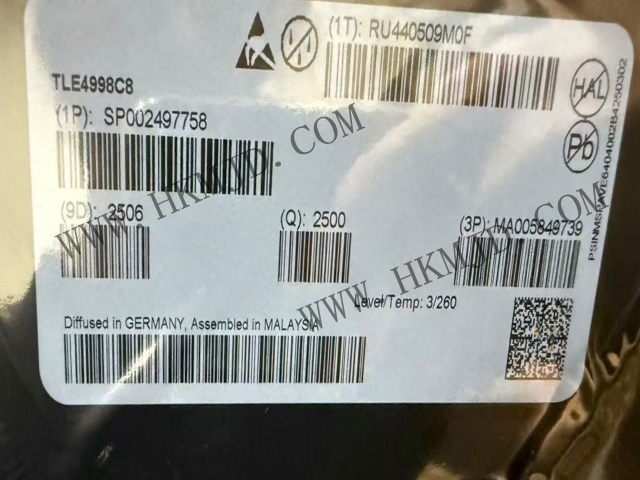 (1T): RU440509M0F
TLE4998C8
(1P): SP002497758
HAL
Pb
(9D): 2506
(Q): 2500
(3P): MA005849739
Level/Temp: 3/260
Diffused in GERMANY, Assembled in MALAYSIA
WWW.HKMJD.COM
WWW.HKMJD.COM